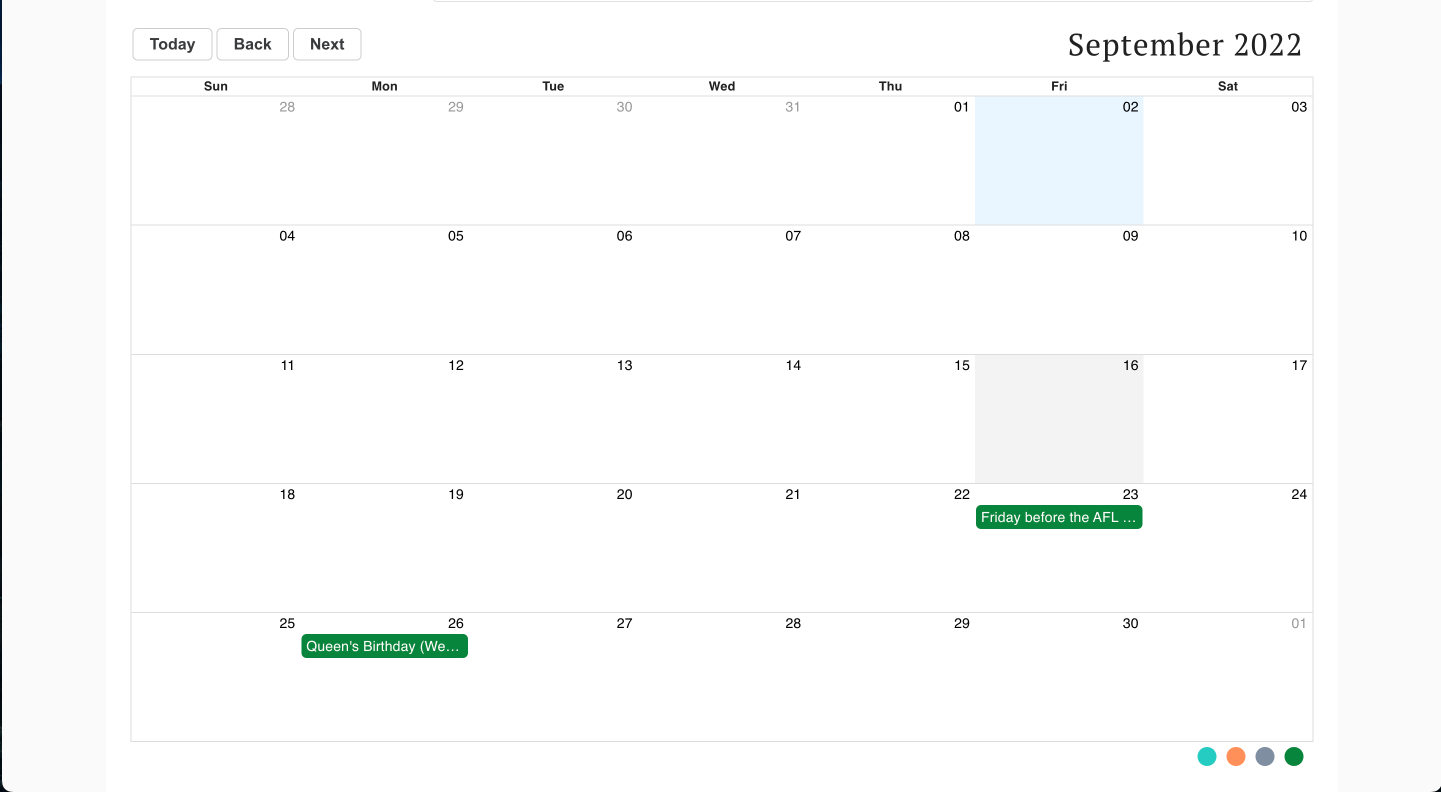 Today Back Next September 2022
Sun Mon Tue Wed Thu Fri Sat
28 29 30 31 01 02 03
04 05 06 07 08 09 10
11 12 13 14 15 16 17
18 19 20 21 22 23 24
Friday before the AFL ...
25 26 27 28 29 30 01
Queen's Birthday (We...